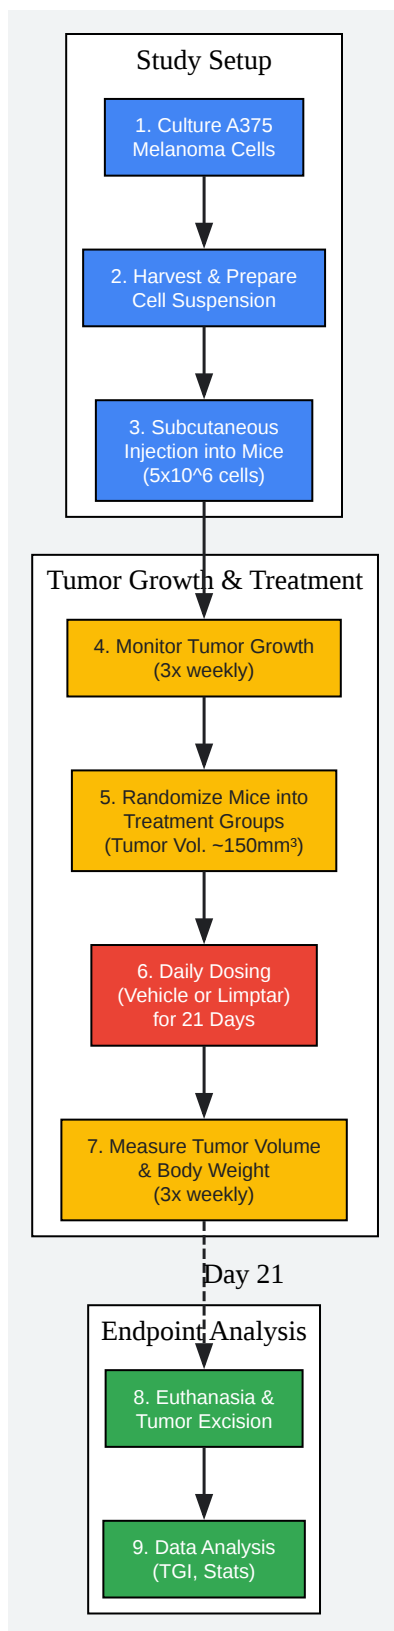 Study Setup
1. Culture A375
Melanoma Cells
2. Harvest & Prepare
Cell Suspension
3. Subcutaneous
Injection into Mice
(5x10^6 cells)
Tumor Growth & Treatment
4. Monitor Tumor Growth
(3x weekly)
5. Randomize Mice into
Treatment Groups
(Tumor Vol. ~150mm³)
6. Daily Dosing
(Vehicle or Limptar)
for 21 Days
7. Measure Tumor Volume
& Body Weight
(3x weekly)
Day 21
Endpoint Analysis
8. Euthanasia &
Tumor Excision
9. Data Analysis
(TGI, Stats)